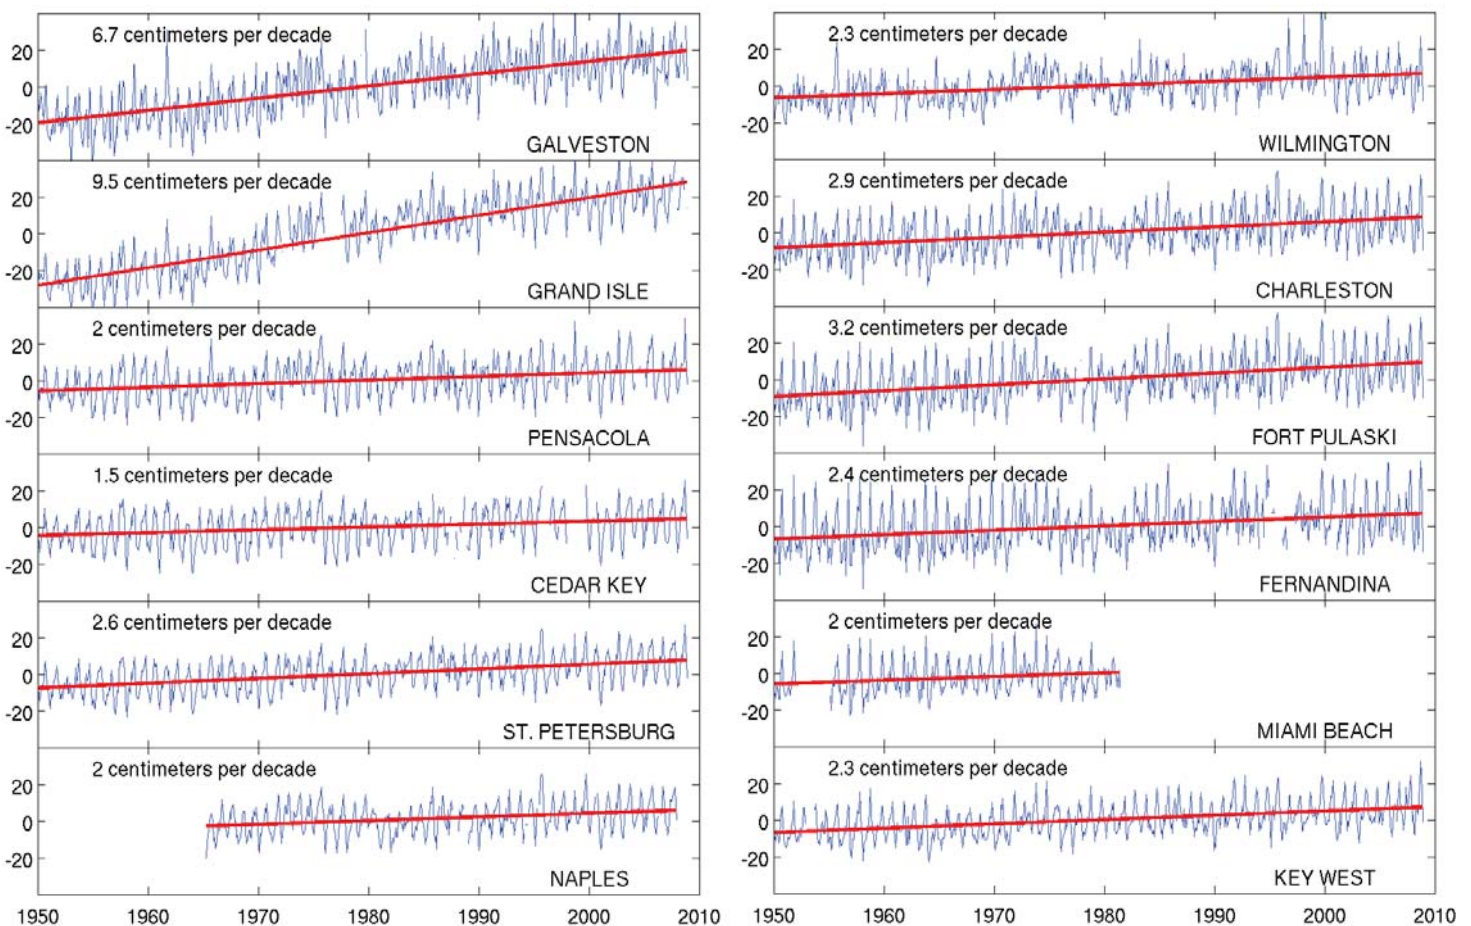 6.7 centimeters per decade
20
0
-20
GALVESTON
9.5 centimeters per decade
20
0
-20
GRAND ISLE
2 centimeters per decade
20
0
-20
PENSACOLA
1.5 centimeters per decade
20
0
-20
CEDAR KEY
2.6 centimeters per decade
20
0
-20
ST. PETERSBURG
2 centimeters per decade
20
0
-20
NAPLES
1950 1960 1970 1980 1990 2000 2010
2.3 centimeters per decade
20
0
-20
WILMINGTON
2.9 centimeters per decade
20
0
-20
CHARLESTON
3.2 centimeters per decade
20
0
-20
FORT PULASKI
2.4 centimeters per decade
20
0
-20
FERNANDINA
2 centimeters per decade
20
0
-20
MIAMI BEACH
2.3 centimeters per decade
20
0
-20
KEY WEST
1950 1960 1970 1980 1990 2000 2010